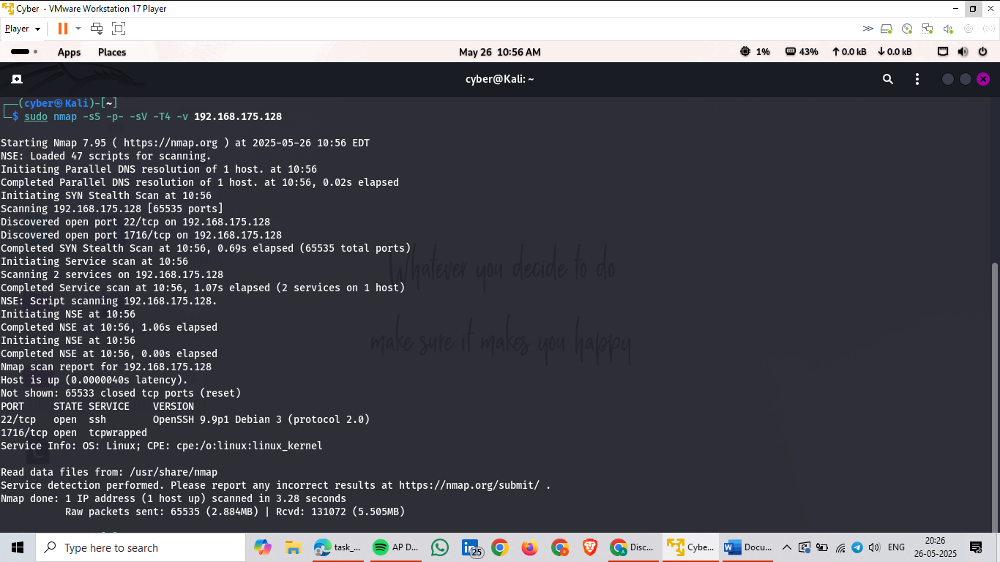 Cyber - VMware Workstation 17 Player
Player
Apps Places May 26 10:56 AM 1% 43% 0.0 kB 0.0 kB
cyber@Kali: ~
┌──(cyber㉿Kali)-[~]
└─$ sudo nmap -sS -p- -sV -T4 -v 192.168.175.128
Starting Nmap 7.95 ( https://nmap.org ) at 2025-05-26 10:56 EDT
NSE: Loaded 47 scripts for scanning.
Initiating Parallel DNS resolution of 1 host. at 10:56
Completed Parallel DNS resolution of 1 host. at 10:56, 0.02s elapsed
Initiating SYN Stealth Scan at 10:56
Scanning 192.168.175.128 [65535 ports]
Discovered open port 22/tcp on 192.168.175.128
Discovered open port 1716/tcp on 192.168.175.128
Completed SYN Stealth Scan at 10:56, 0.69s elapsed (65535 total ports)
Initiating Service scan at 10:56
Scanning 2 services on 192.168.175.128
Completed Service scan at 10:56, 1.07s elapsed (2 services on 1 host)
NSE: Script scanning 192.168.175.128.
Initiating NSE at 10:56
Completed NSE at 10:56, 1.06s elapsed
Initiating NSE at 10:56
Completed NSE at 10:56, 0.00s elapsed
Nmap scan report for 192.168.175.128
Host is up (0.0000040s latency).
Not shown: 65533 closed tcp ports (reset)
PORT STATE SERVICE VERSION
22/tcp open ssh OpenSSH 9.9p1 Debian 3 (protocol 2.0)
1716/tcp open tcpwrapped
Service Info: OS: Linux; CPE: cpe:/o:linux:linux_kernel
Read data files from: /usr/share/nmap
Service detection performed. Please report any incorrect results at https://nmap.org/submit/ .
Nmap done: 1 IP address (1 host up) scanned in 3.28 seconds
Raw packets sent: 65535 (2.884MB) | Rcvd: 131072 (5.505MB)
Whatever you decide to do
make sure it makes you happy
Type here to search task_... AP D... 25 Disc... Cybe... Docu... ENG 20:26
26-05-2025